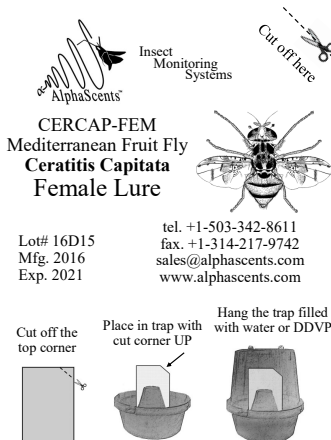 Cut off here
Insect
Monitoring
Systems
AlphaScents™
CERCAP-FEM
Mediterranean Fruit Fly
Ceratitis Capitata
Female Lure
Lot# 16D15
Mfg. 2016
Exp. 2021
tel. +1-503-342-8611
fax. +1-314-217-9742
sales@alphascents.com
www.alphascents.com
Cut off the
top corner
Place in trap with
cut corner UP
Hang the trap filled
with water or DDVP